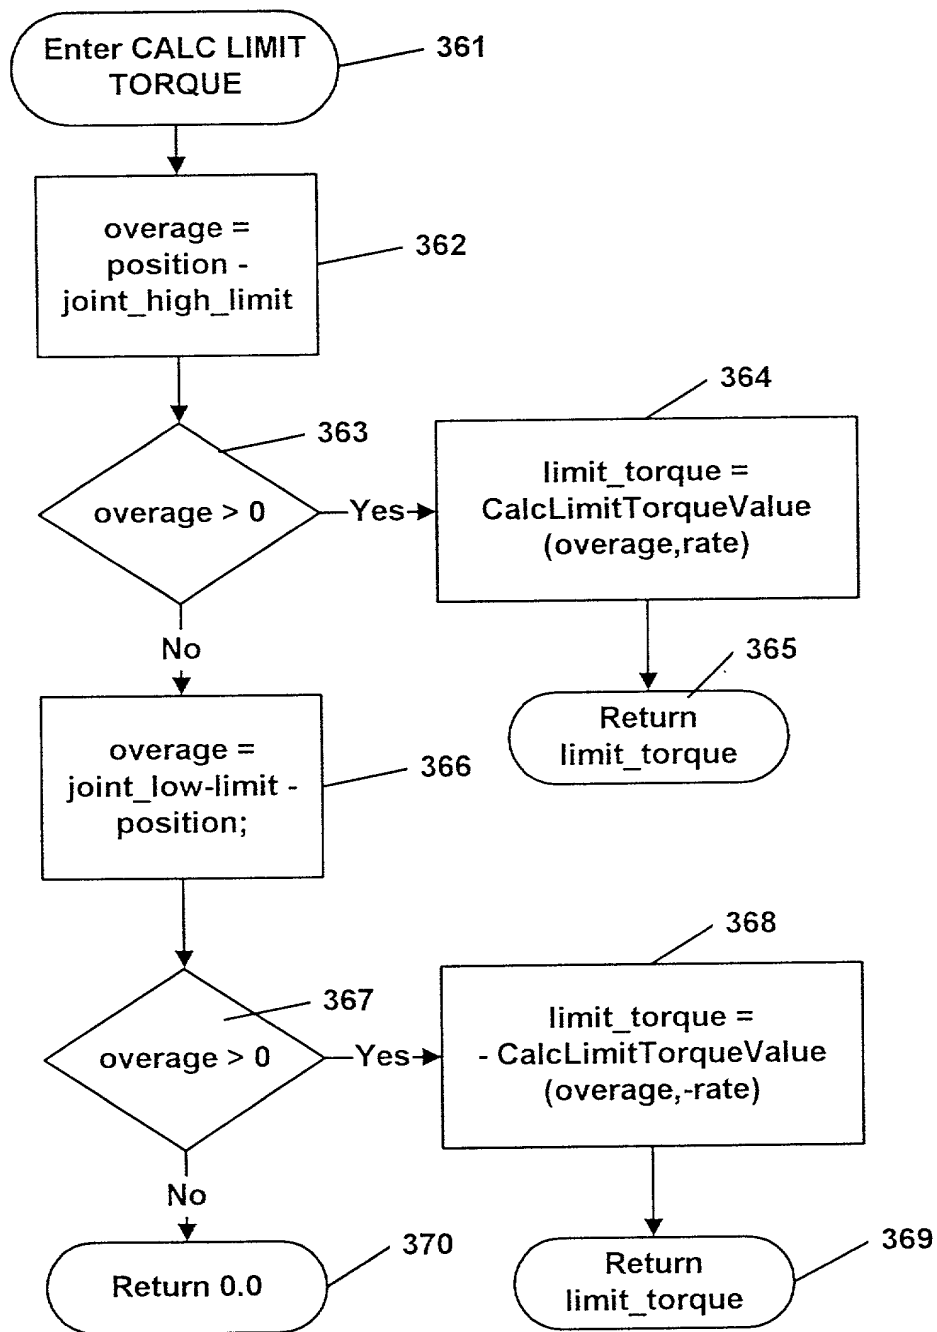 Enter CALC LIMIT
TORQUE
361
overage =
position -
joint_high_limit
362
363
overage > 0
Yes
364
limit_torque =
CalcLimitTorqueValue
(overage,rate)
No
365
Return
limit_torque
overage =
joint_low-limit -
position;
366
367
overage > 0
Yes
368
limit_torque =
- CalcLimitTorqueValue
(overage,-rate)
No
370
Return 0.0
369
Return
limit_torque